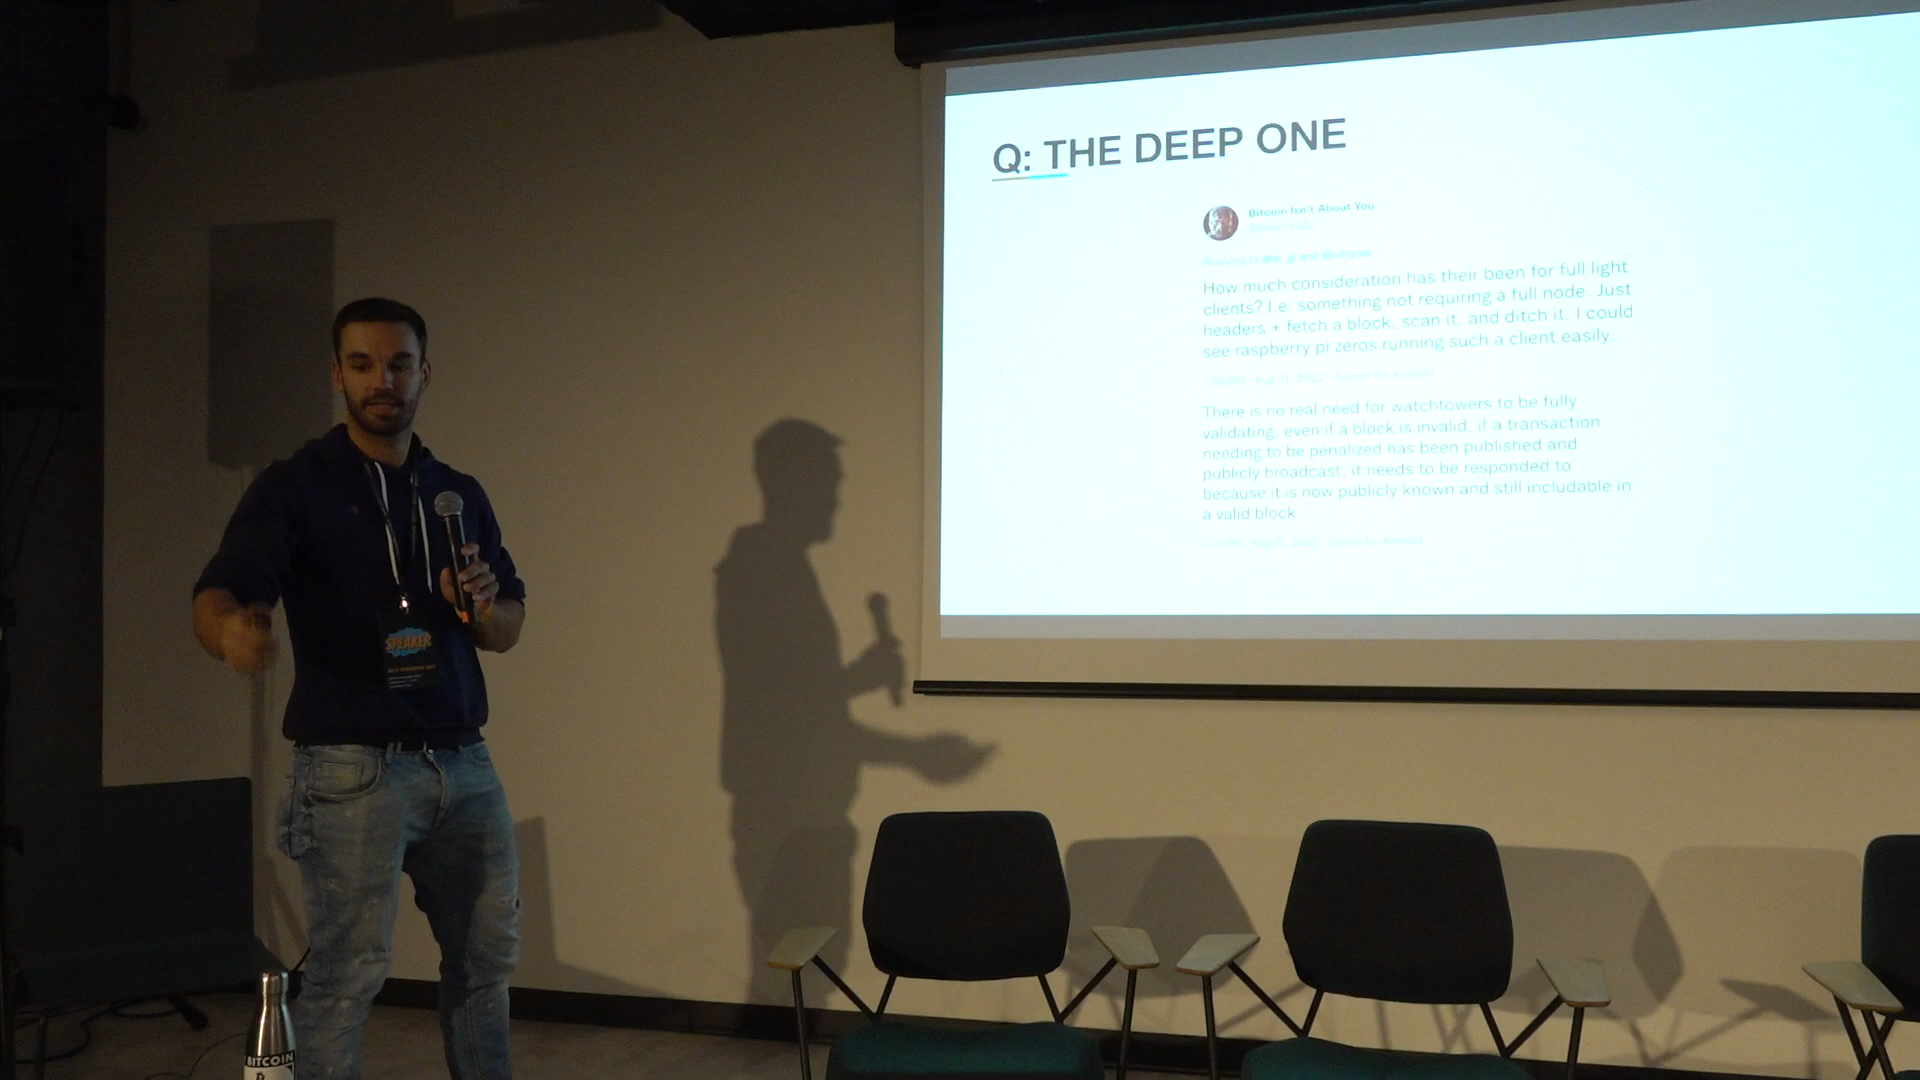 Q: THE DEEP ONE
Bitcoin Isn't About You
How much consideration has their been for full light
clients? I.e. something not requiring a full node. Just
headers + fetch a block, scan it, and ditch it. I could
see raspberry pi zeros running such a client easily.
There is no real need for watchtowers to be fully
validating, even if a block is invalid, if a transaction
needing to be penalized has been published and
publicly broadcast, it needs to be responded to
because it is now publicly known and still includable in
a valid block
SPEAKER
BITCOIN